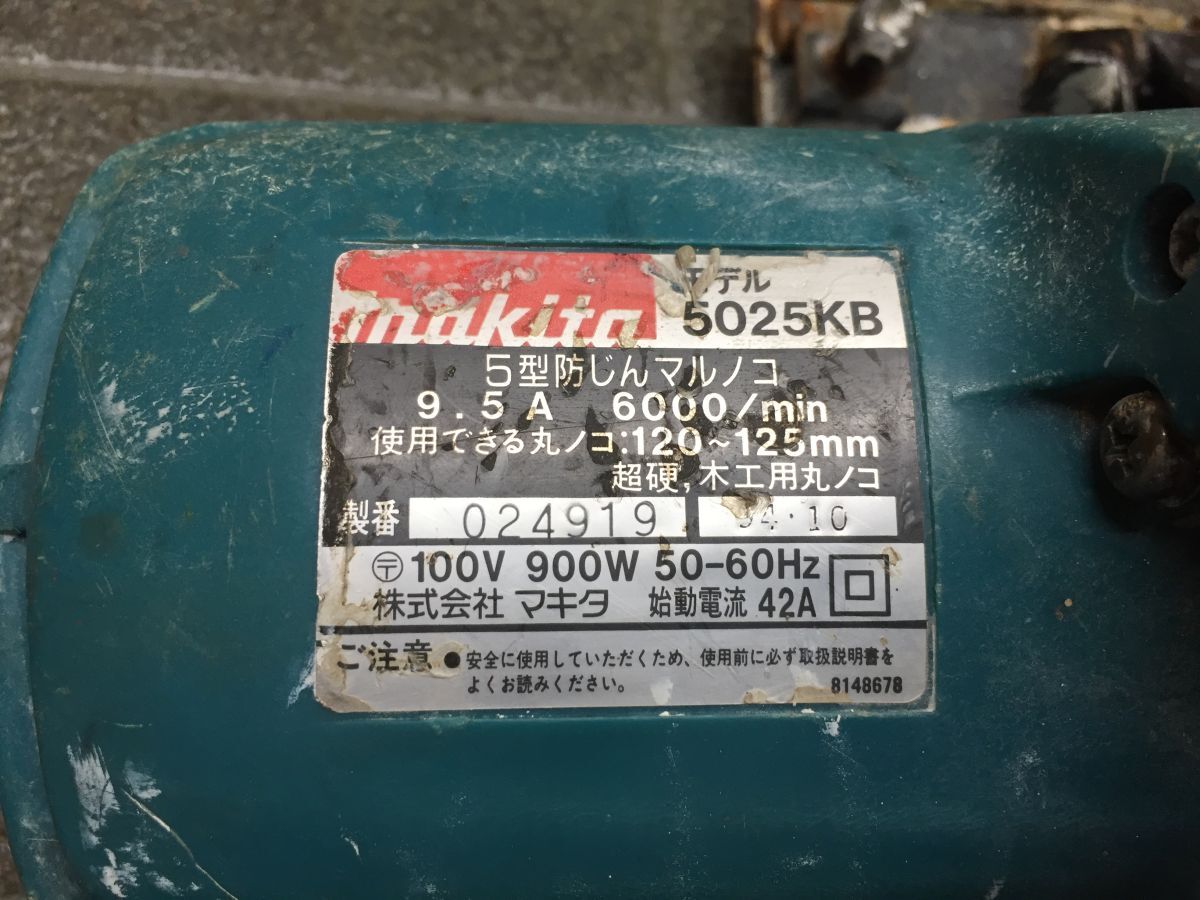 makita
モデル
5025KB
5型防じんマルノコ
9.5A 6000/min
使用できる丸ノコ:120~125mm
超硬,木工用丸ノコ
製番 024919 94・10
〶 100V 900W 50-60Hz
株式会社 マキタ 始動電流 42A
ご注意 ●安全に使用していただくため、使用前に必ず取扱説明書を
よくお読みください。 8148678